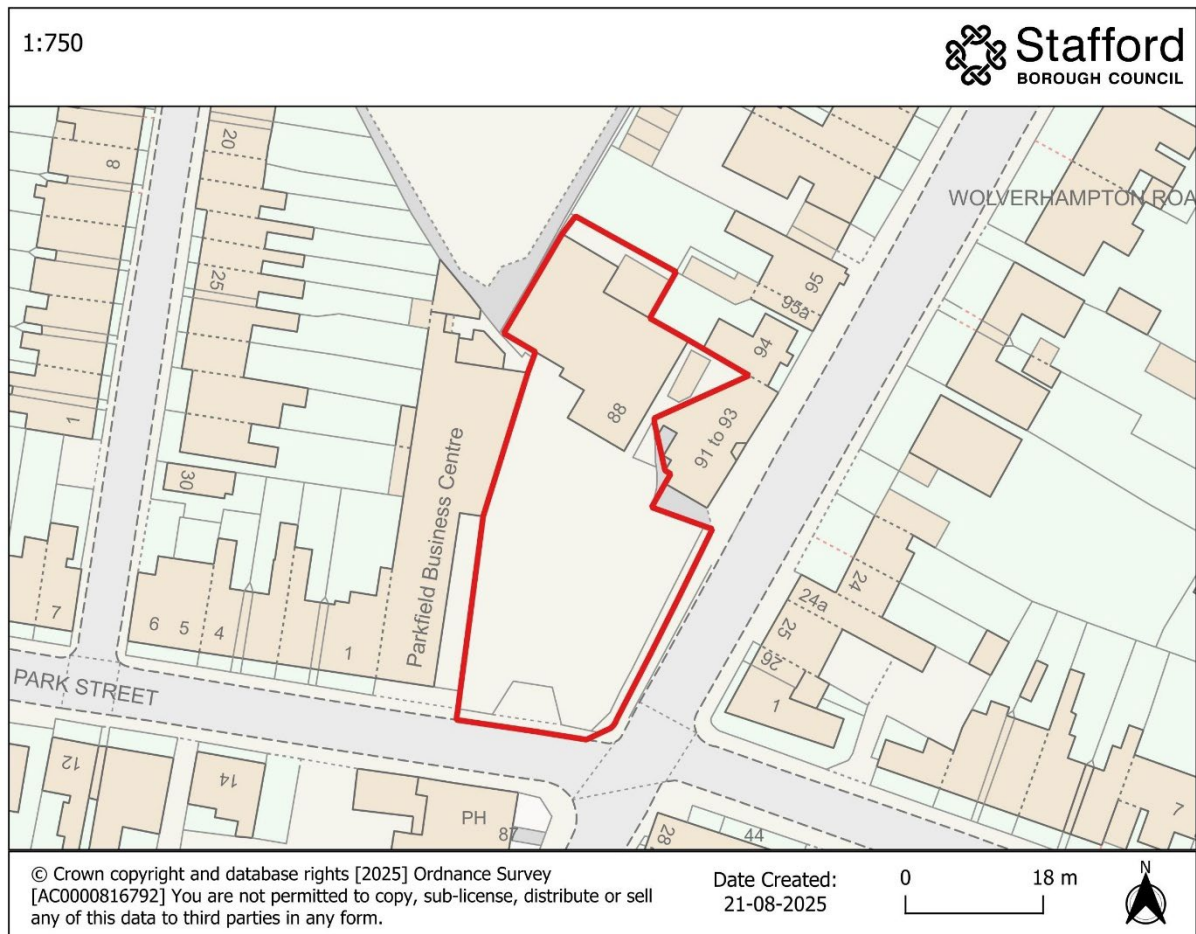 1:750
Stafford
BOROUGH COUNCIL
8
20
WOLVERHAMPTON ROA
25
95
95a
94
88
91 to 93
1
30
Parkfield Business Centre
24
24a
25
26
7
6 5 4
1
1
PARK STREET
12
14
PH
87
28
44
7
© Crown copyright and database rights [2025] Ordnance Survey
[AC0000816792] You are not permitted to copy, sub-license, distribute or sell
any of this data to third parties in any form.
Date Created:
21-08-2025
0 18 m
N